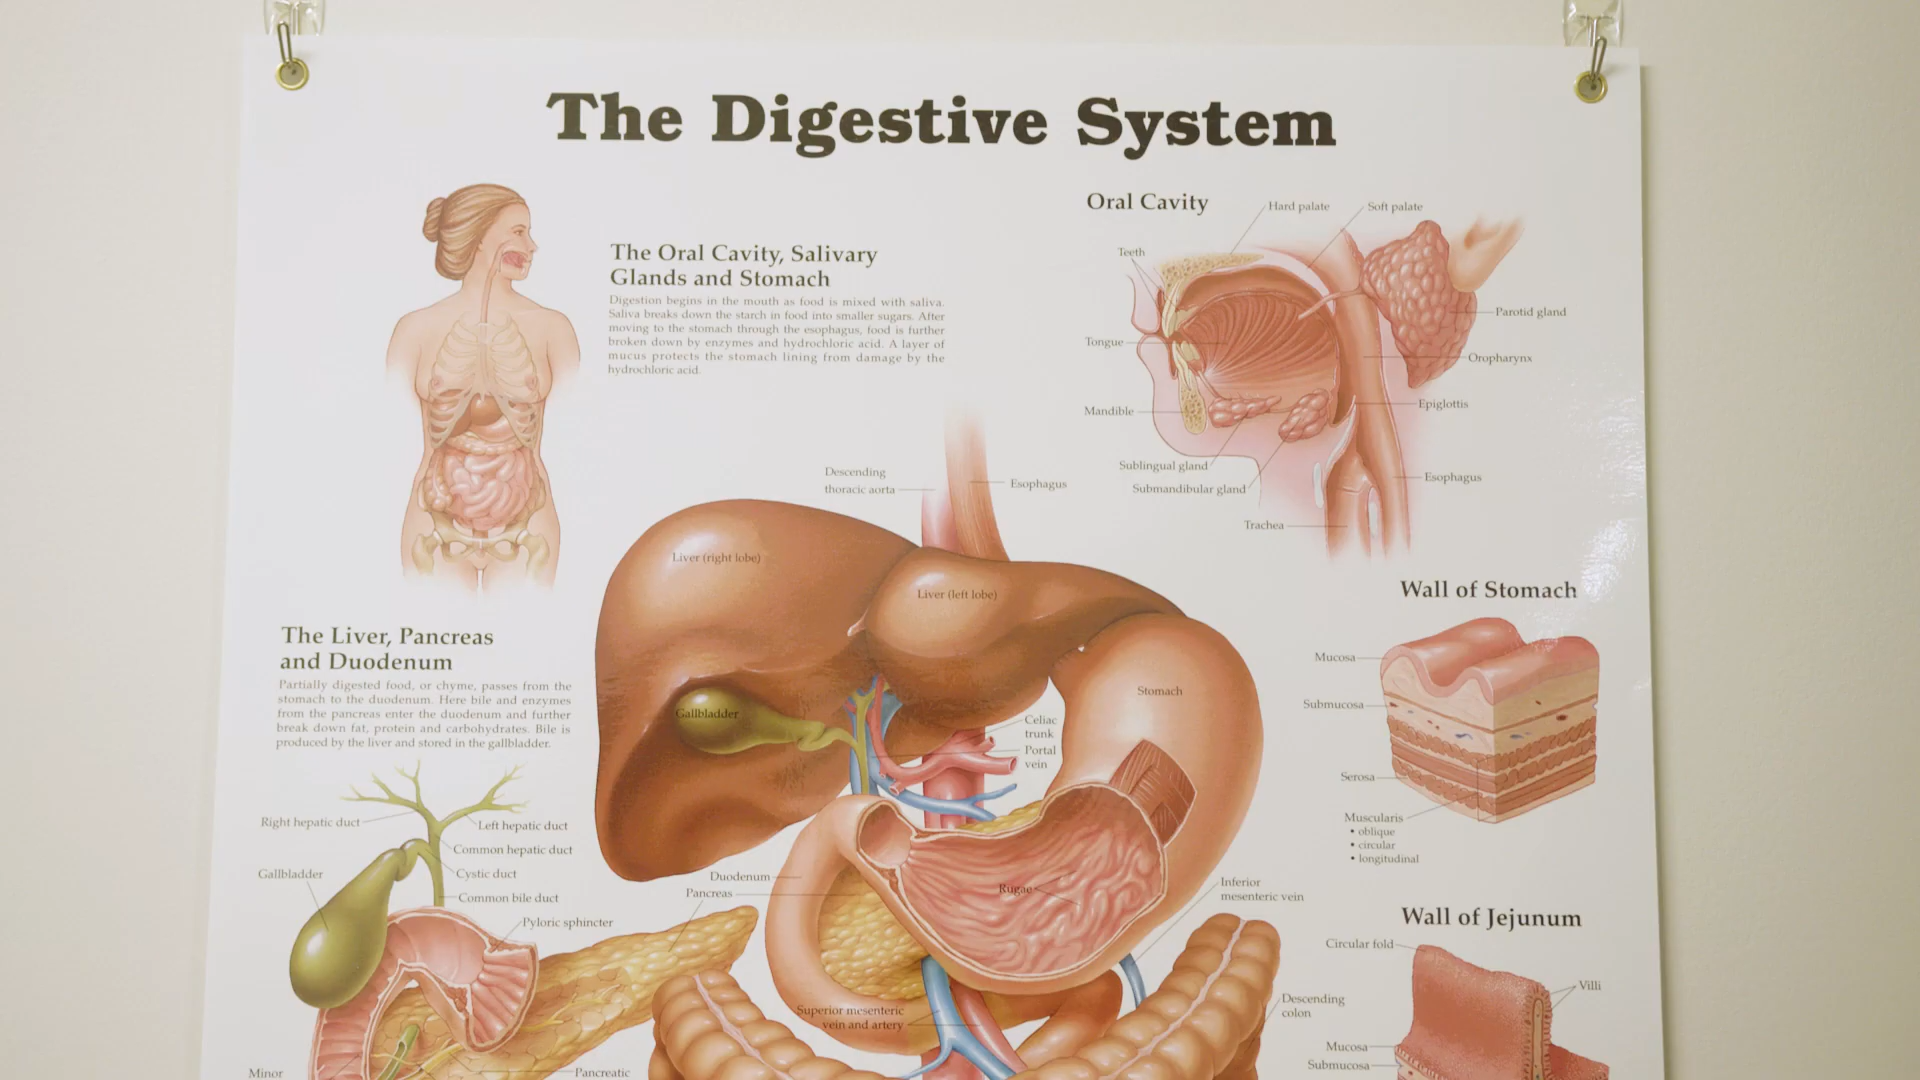 The Digestive System
The Oral Cavity, Salivary
Glands and Stomach
Digestion begins in the mouth as food is mixed with saliva.
Saliva breaks down the starch in food into smaller sugars. After
moving to the stomach through the esophagus, food is further
broken down by enzymes and hydrochloric acid. A layer of
mucus protects the stomach lining from damage by the
hydrochloric acid.
Oral Cavity
Hard palate
Soft palate
Teeth
Parotid gland
Tongue
Oropharynx
Mandible
Epiglottis
Sublingual gland
Esophagus
Submandibular gland
Trachea
Descending
thoracic aorta
Esophagus
Liver (right lobe)
Liver (left lobe)
Stomach
Gallbladder
Celiac
trunk
Portal
vein
Duodenum
Pancreas
Rugae
Inferior
mesenteric vein
Superior mesenteric
vein and artery
Descending
colon
The Liver, Pancreas
and Duodenum
Partially digested food, or chyme, passes from the
stomach to the duodenum. Here bile and enzymes
from the pancreas enter the duodenum and further
break down fat, protein and carbohydrates. Bile is
produced by the liver and stored in the gallbladder.
Right hepatic duct
Left hepatic duct
Common hepatic duct
Gallbladder
Cystic duct
Common bile duct
Pyloric sphincter
Minor
Pancreatic
Wall of Stomach
Mucosa
Submucosa
Serosa
Muscularis
• oblique
• circular
• longitudinal
Wall of Jejunum
Circular fold
Villi
Mucosa
Submucosa